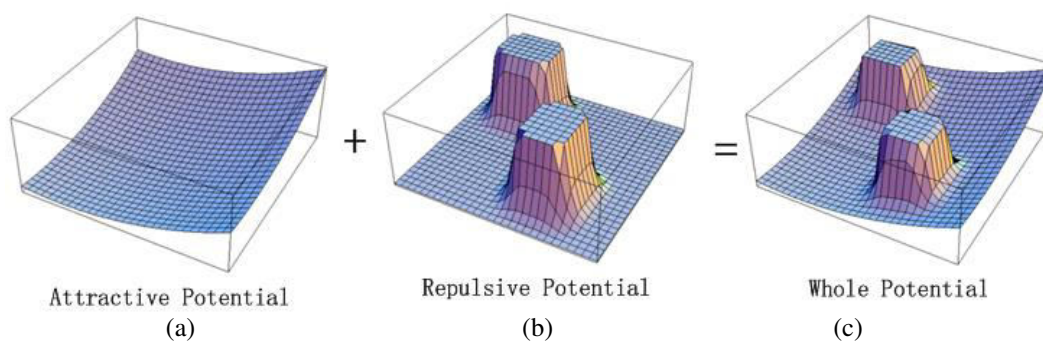 +
=
Attractive Potential
Repulsive Potential
Whole Potential
(a)
(b)
(c)